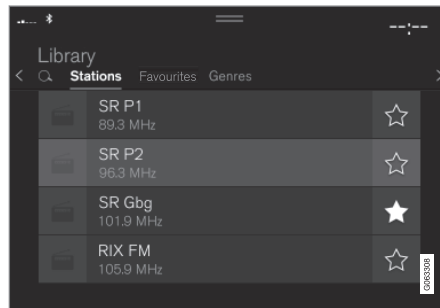 --:--
Library
Stations Favourites Genres
SR P1
89.3 MHz
SR P2
96.3 MHz
SR Gbg
101.9 MHz
RIX FM
105.9 MHz
G063308